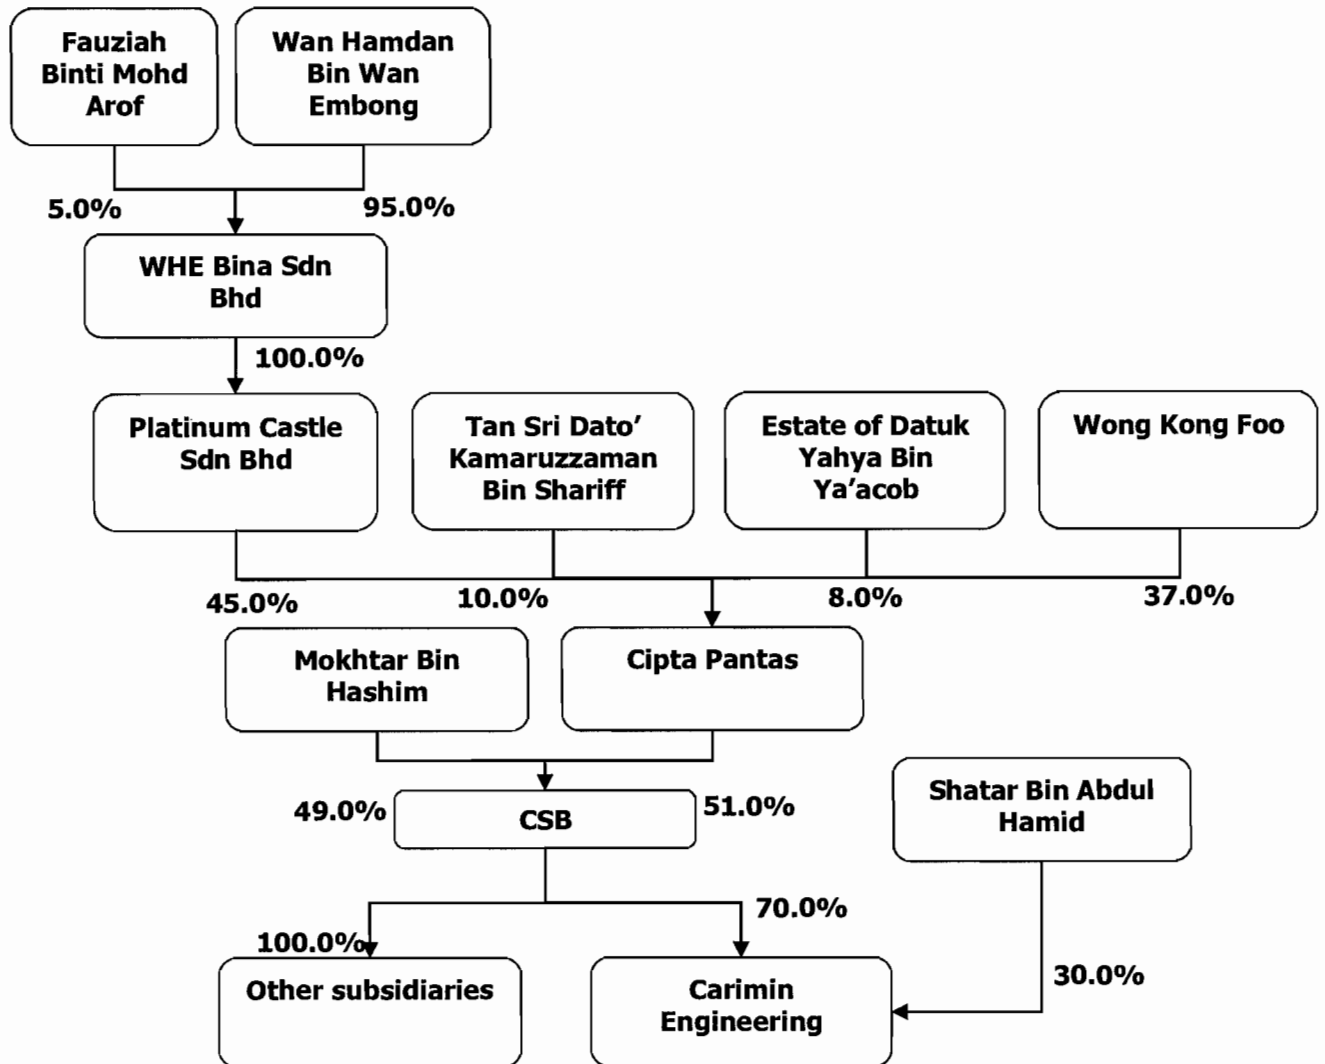 Fauziah
Binti Mohd
Arof
Wan Hamdan
Bin Wan
Embong
5.0%
95.0%
WHE Bina Sdn
Bhd
100.0%
Platinum Castle
Sdn Bhd
Tan Sri Dato’
Kamaruzzaman
Bin Shariff
Estate of Datuk
Yahya Bin
Ya’acob
Wong Kong Foo
45.0%
10.0%
8.0%
37.0%
Mokhtar Bin
Hashim
Cipta Pantas
49.0%
CSB
51.0%
Shatar Bin Abdul
Hamid
70.0%
100.0%
30.0%
Other subsidiaries
Carimin
Engineering